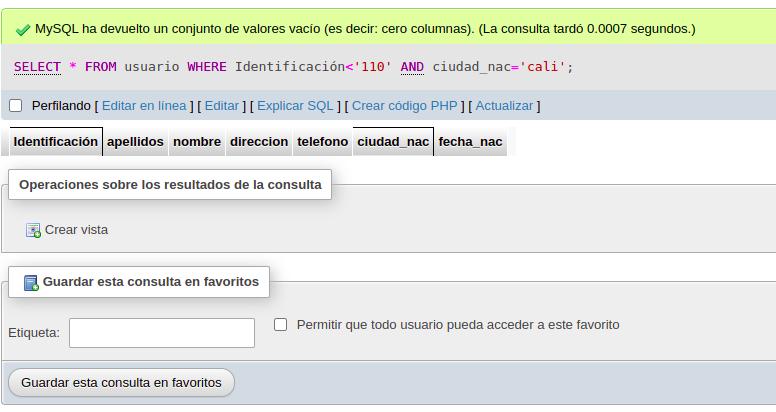 MySQL ha devuelto un conjunto de valores vacío (es decir: cero columnas). (La consulta tardó 0.0007 segundos.)
SELECT * FROM usuario WHERE Identificación<'110' AND ciudad_nac='cali';
Perfilando [ Editar en línea ] [ Editar ] [ Explicar SQL ] [ Crear código PHP ] [ Actualizar ]
Identificación apellidos nombre direccion telefono ciudad_nac fecha_nac
Operaciones sobre los resultados de la consulta
Crear vista
Guardar esta consulta en favoritos
Etiqueta: Permitir que todo usuario pueda acceder a este favorito
Guardar esta consulta en favoritos